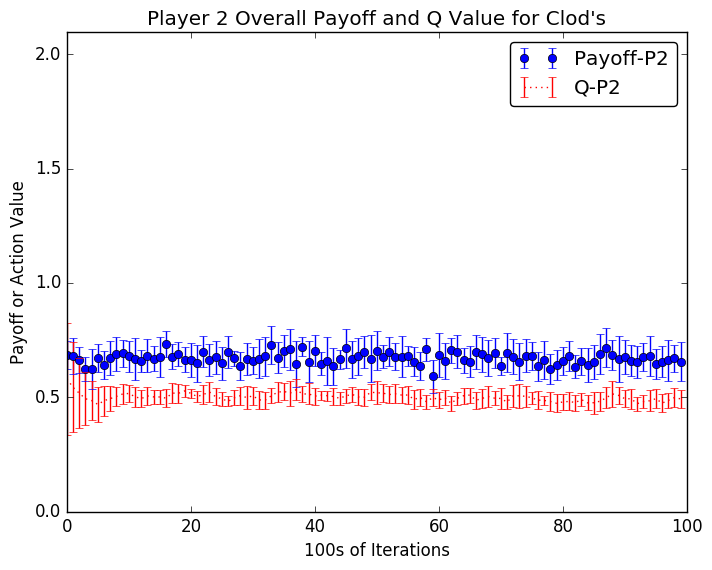 Player 2 Overall Payoff and Q Value for Clod's
Payoff-P2
Q-P2
Payoff or Action Value
2.0
1.5
1.0
0.5
0.0
0 20 40 60 80 100
100s of Iterations